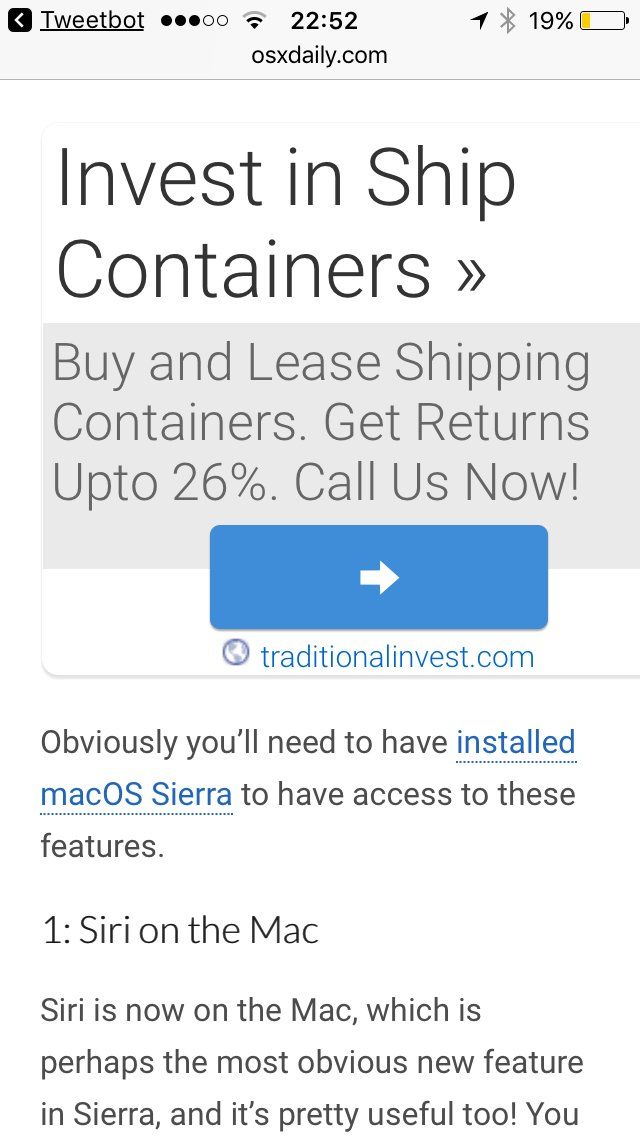 Tweetbot 22:52 19%
osxdaily.com
Invest in Ship
Containers »
Buy and Lease Shipping
Containers. Get Returns
Upto 26%. Call Us Now!
traditionalinvest.com
Obviously you’ll need to have installed
macOS Sierra to have access to these
features.
1: Siri on the Mac
Siri is now on the Mac, which is
perhaps the most obvious new feature
in Sierra, and it’s pretty useful too! You